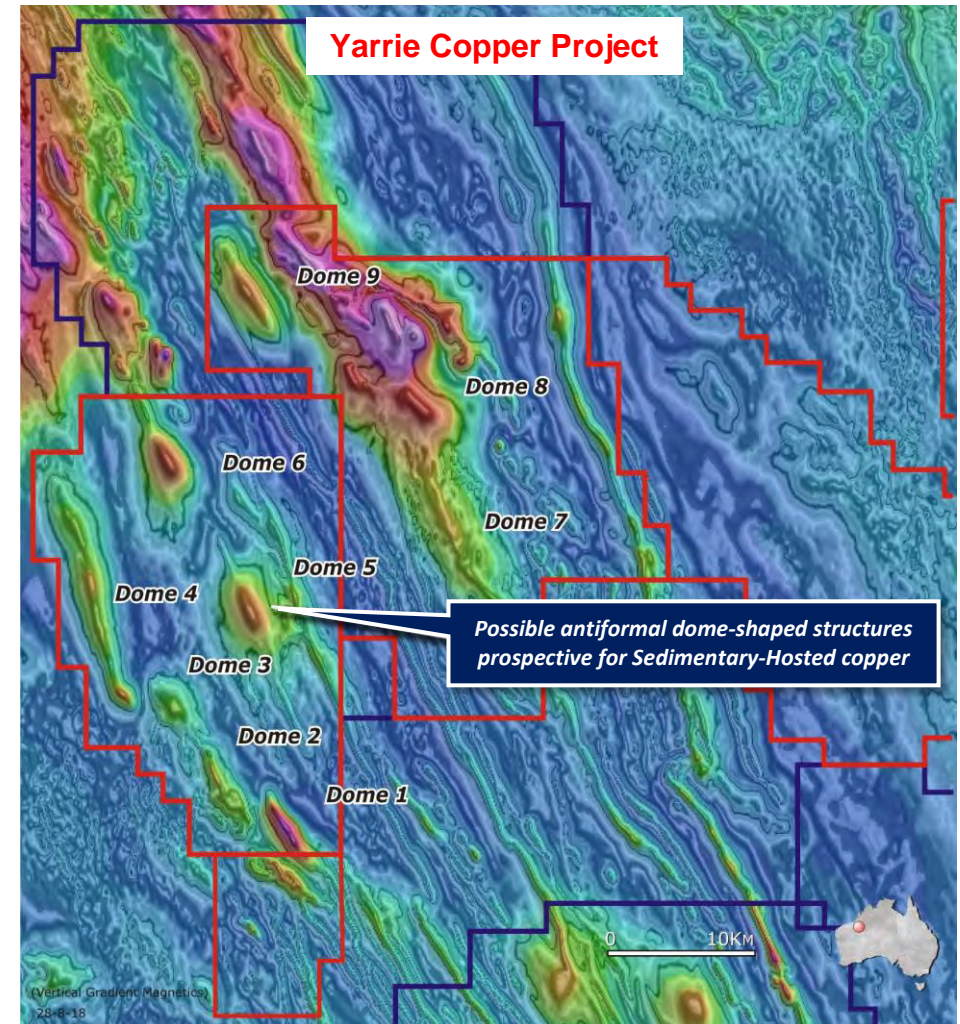 Yarrie Copper Project
Dome 9
Dome 8
Dome 6
Dome 7
Dome 5
Dome 4
Possible antiformal dome-shaped structures
prospective for Sedimentary-Hosted copper
Dome 3
Dome 2
Dome 1
0 10KM
(Vertical Gradient Magnetics)
28-8-18